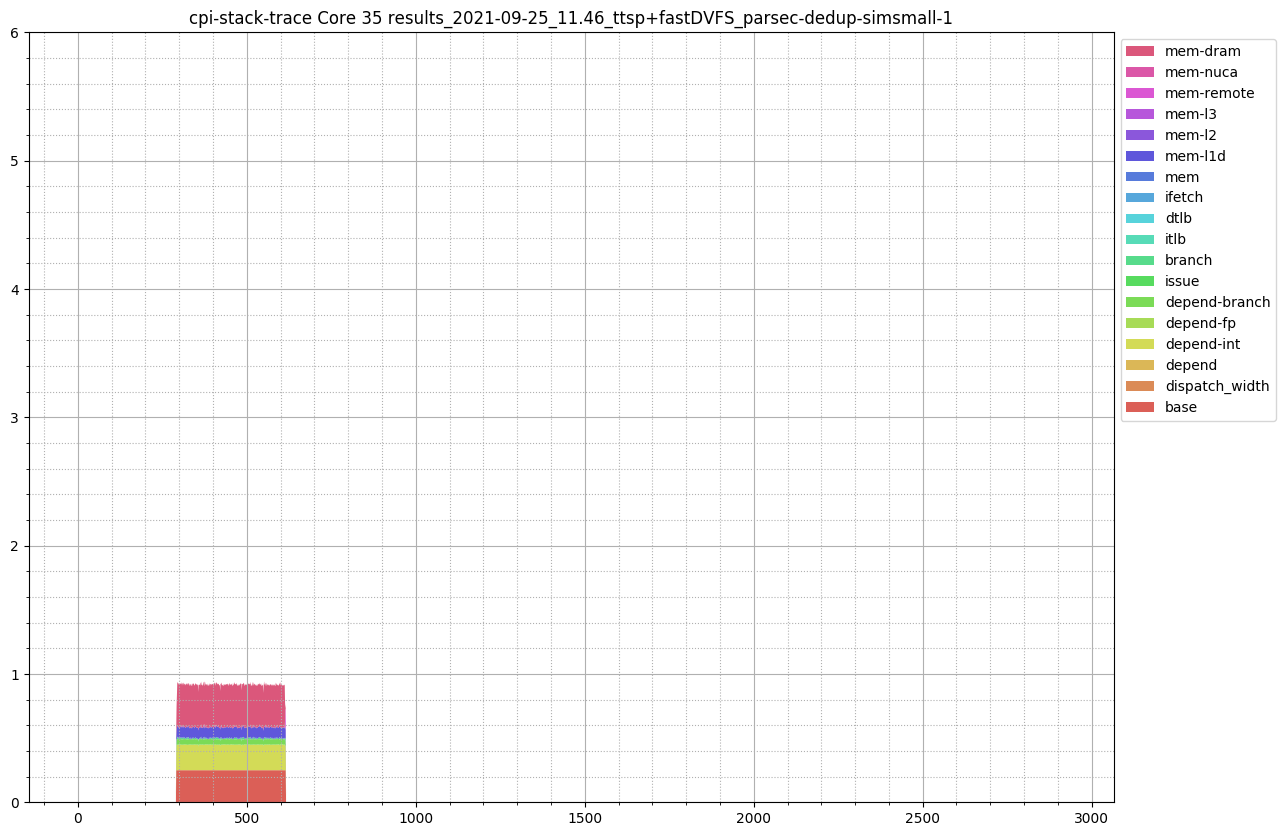 cpi-stack-trace Core 35 results_2021-09-25_11.46_ttsp+fastDVFS_parsec-dedup-simsmall-1
6
5
4
3
2
1
0
0 500 1000 1500 2000 2500 3000
mem-dram
mem-nuca
mem-remote
mem-l3
mem-l2
mem-l1d
mem
ifetch
dtlb
itlb
branch
issue
depend-branch
depend-fp
depend-int
depend
dispatch_width
base